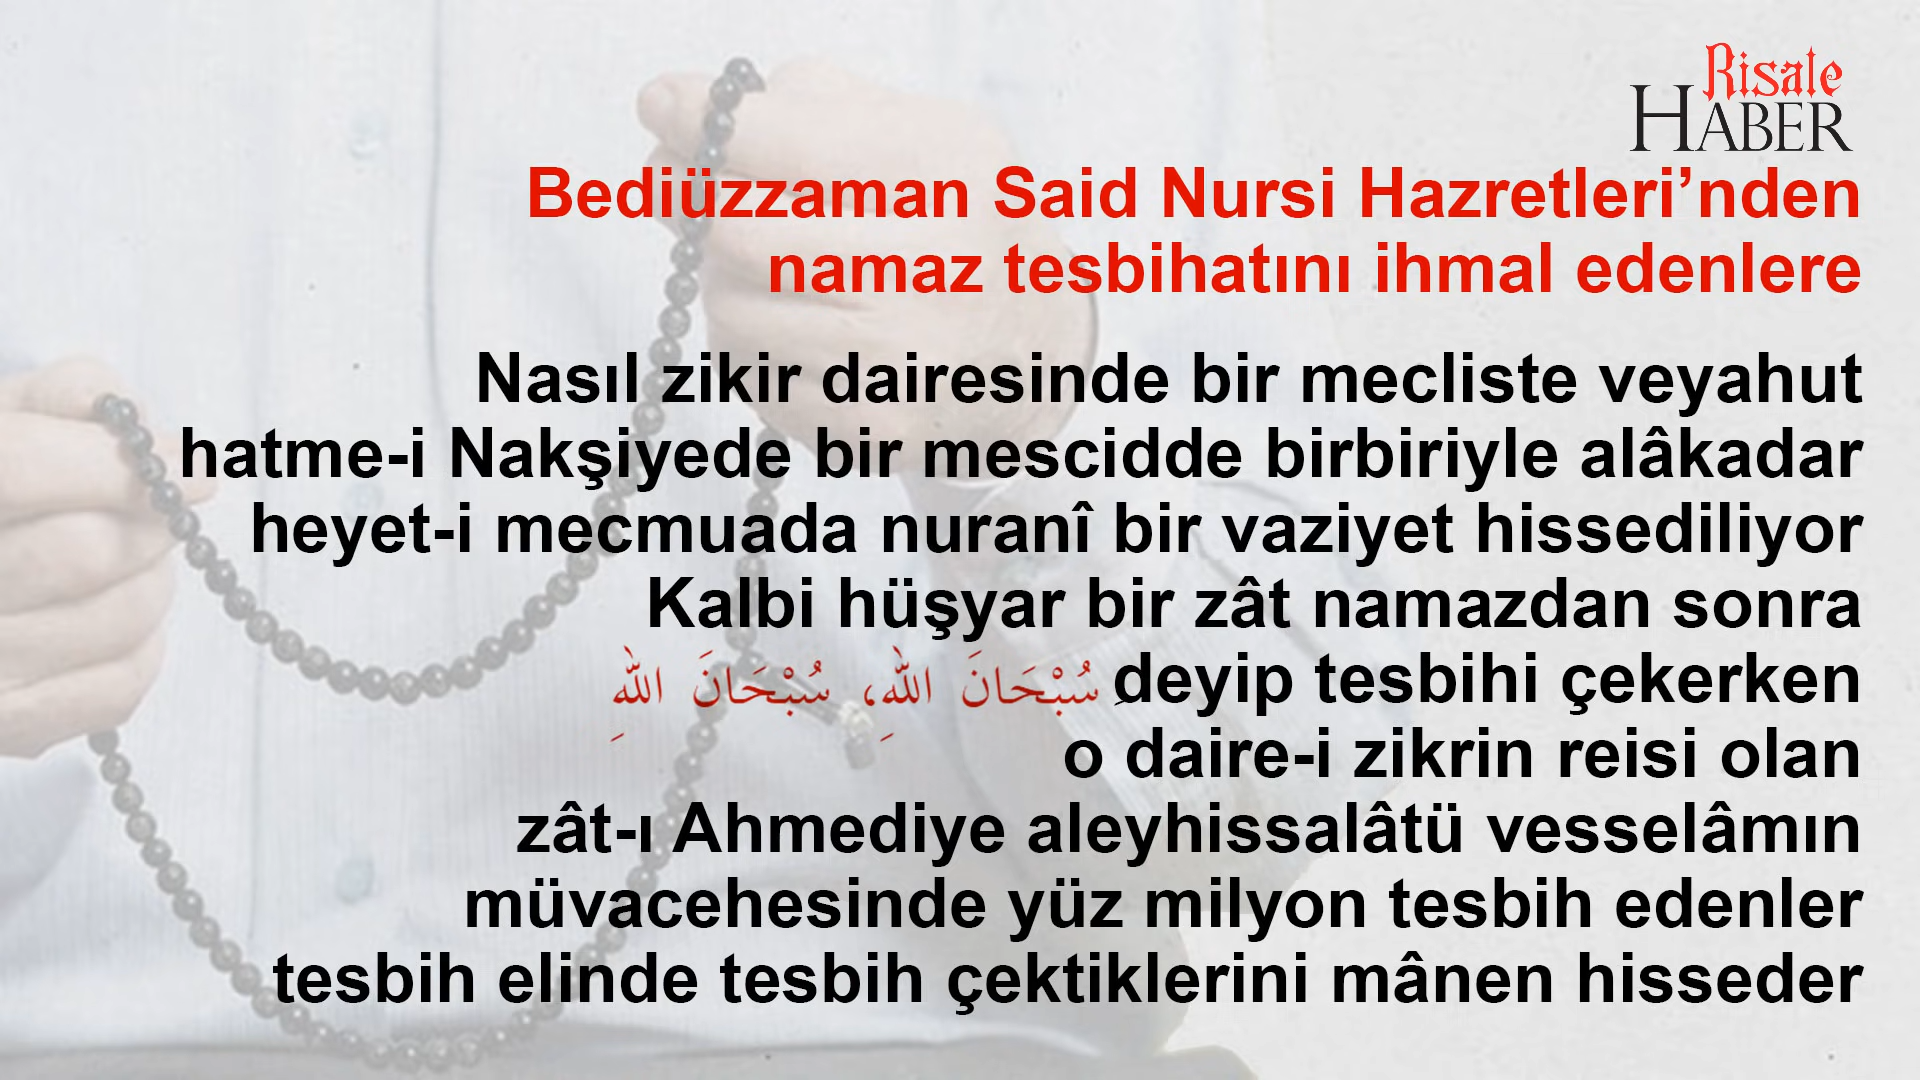 Risale
HABER
Bediüzzaman Said Nursi Hazretleri’nden
namaz tesbihatını ihmal edenlere
Nasıl zikir dairesinde bir mecliste veyahut
hatme-i Nakşiyede bir mescidde birbiriyle alâkadar
heyet-i mecmuada nuranî bir vaziyet hissediliyor
Kalbi hüşyar bir zât namazdan sonra
سُبْحَانَ اللهِ، سُبْحَانَ اللهِ deyip tesbihi çekerken
o daire-i zikrin reisi olan
zât-ı Ahmediye aleyhissalâtü vesselâmın
müvacehesinde yüz milyon tesbih edenler
tesbih elinde tesbih çektiklerini mânen hisseder